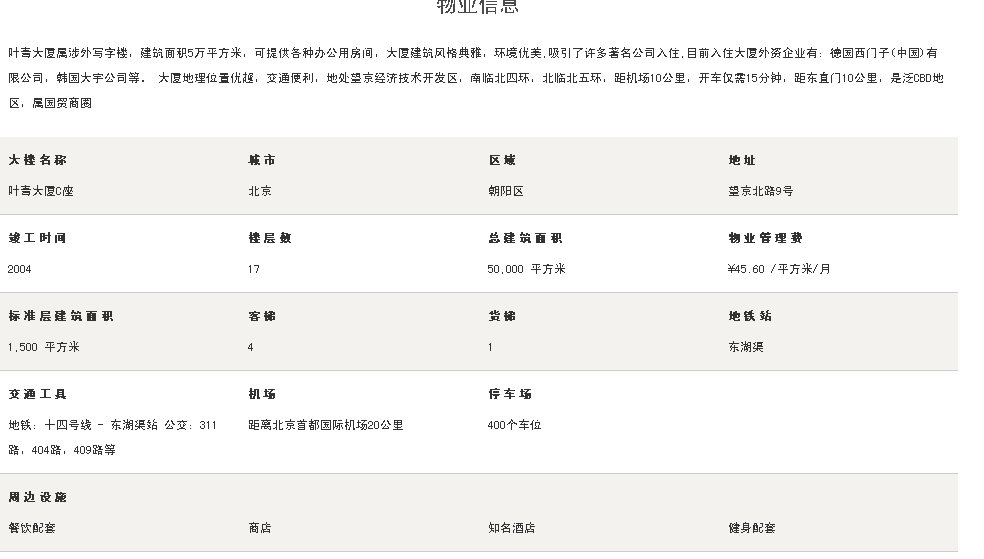 物业信息
叶青大厦属涉外写字楼，建筑面积5万平方米，可提供各种办公用房间，大厦建筑风格典雅，环境优美,吸引了许多著名公司入住,目前入住大厦外资企业有：德国西门子(中国)有
限公司，韩国大宇公司等。 大厦地理位置优越，交通便利，地处望京经济技术开发区，南临北四环，北临北五环，距机场10公里，开车仅需15分钟，距东直门10公里，是泛CBD地
区，属国贸商圈
大楼名称 城市 区域 地址
叶青大厦C座 北京 朝阳区 望京北路9号
竣工时间 楼层数 总建筑面积 物业管理费
2004 17 50,000 平方米 ¥45.60 /平方米/月
标准层建筑面积 客梯 货梯 地铁站
1,500 平方米 4 1 东湖渠
交通工具 机场 停车场
地铁：十四号线 - 东湖渠站 公交：311 距离北京首都国际机场20公里 400个车位
路，404路，409路等
周边设施
餐饮配套 商店 知名酒店 健身配套